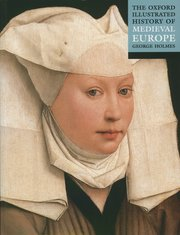 THE OXFORD
ILLUSTRATED
HISTORY OF
MEDIEVAL
EUROPE
GEORGE HOLMES